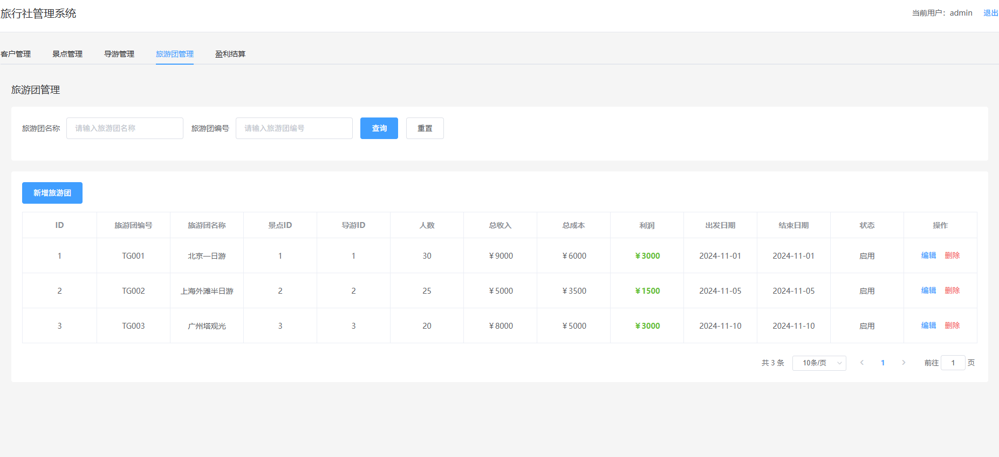 旅行社管理系统
当前用户：admin 退出
客户管理 景点管理 导游管理 旅游团管理 盈利结算
旅游团管理
旅游团名称 请输入旅游团名称 旅游团编号 请输入旅游团编号 查询 重置
新增旅游团
ID 旅游团编号 旅游团名称 景点ID 导游ID 人数 总收入 总成本 利润 出发日期 结束日期 状态 操作
1 TG001 北京一日游 1 1 30 ¥9000 ¥6000 ¥3000 2024-11-01 2024-11-01 启用 编辑 删除
2 TG002 上海外滩半日游 2 2 25 ¥5000 ¥3500 ¥1500 2024-11-05 2024-11-05 启用 编辑 删除
3 TG003 广州塔观光 3 3 20 ¥8000 ¥5000 ¥3000 2024-11-10 2024-11-10 启用 编辑 删除
共 3 条 10条/页 1 前往 1 页